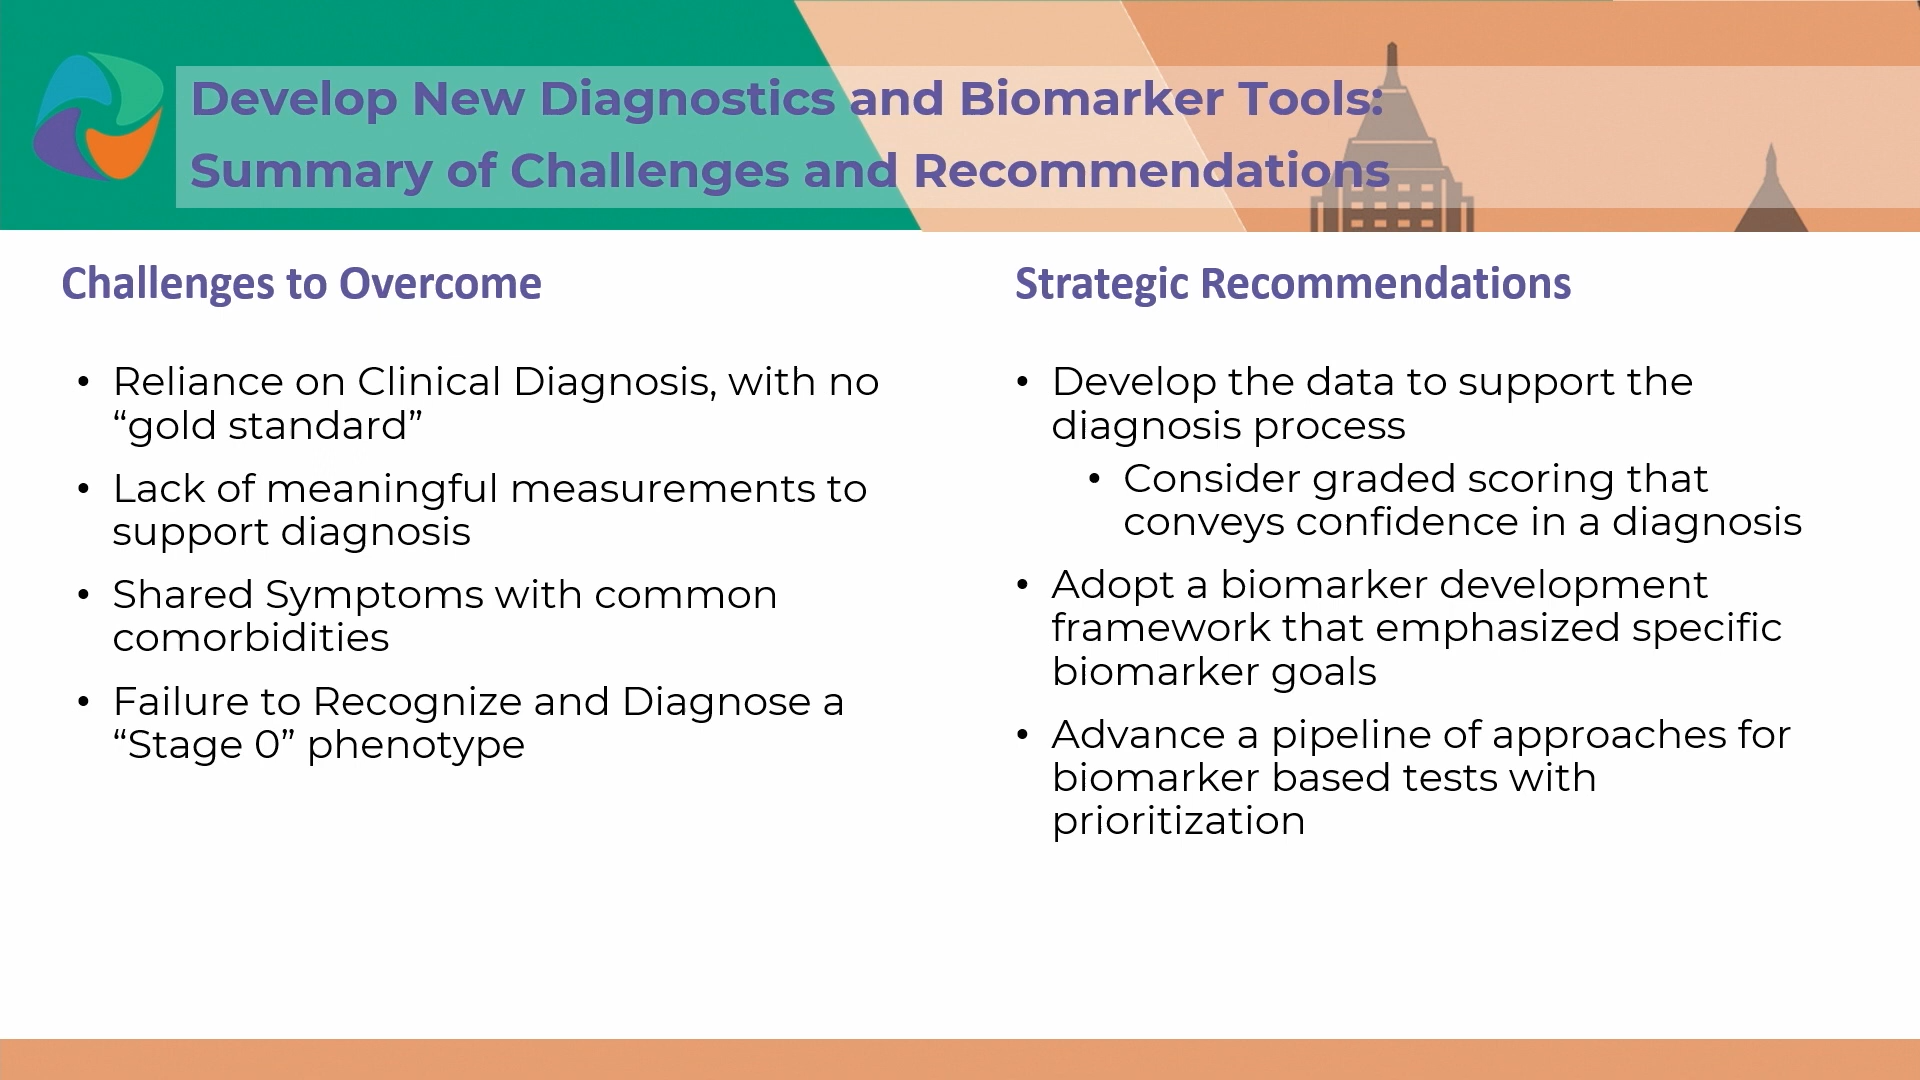 Develop New Diagnostics and Biomarker Tools:
Summary of Challenges and Recommendations
Challenges to Overcome
• Reliance on Clinical Diagnosis, with no
“gold standard”
• Lack of meaningful measurements to
support diagnosis
• Shared Symptoms with common
comorbidities
• Failure to Recognize and Diagnose a
“Stage 0” phenotype
Strategic Recommendations
• Develop the data to support the
diagnosis process
• Consider graded scoring that
conveys confidence in a diagnosis
• Adopt a biomarker development
framework that emphasized specific
biomarker goals
• Advance a pipeline of approaches for
biomarker based tests with
prioritization